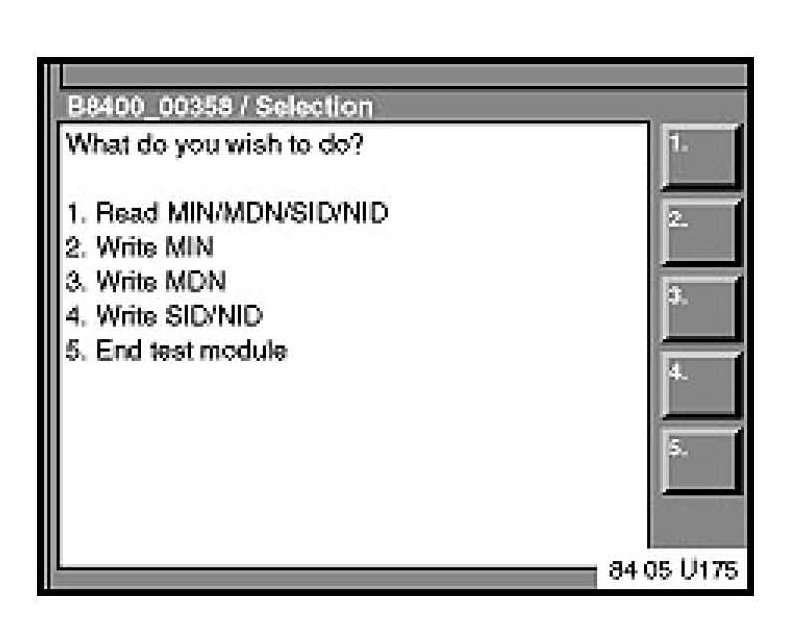 B8400_00358 / Selection
What do you wish to do?
1. Read MIN/MDN/SID/NID
2. Write MIN
3. Write MDN
4. Write SID/NID
5. End test module
1.
2.
3.
4.
5.
84 05 U175